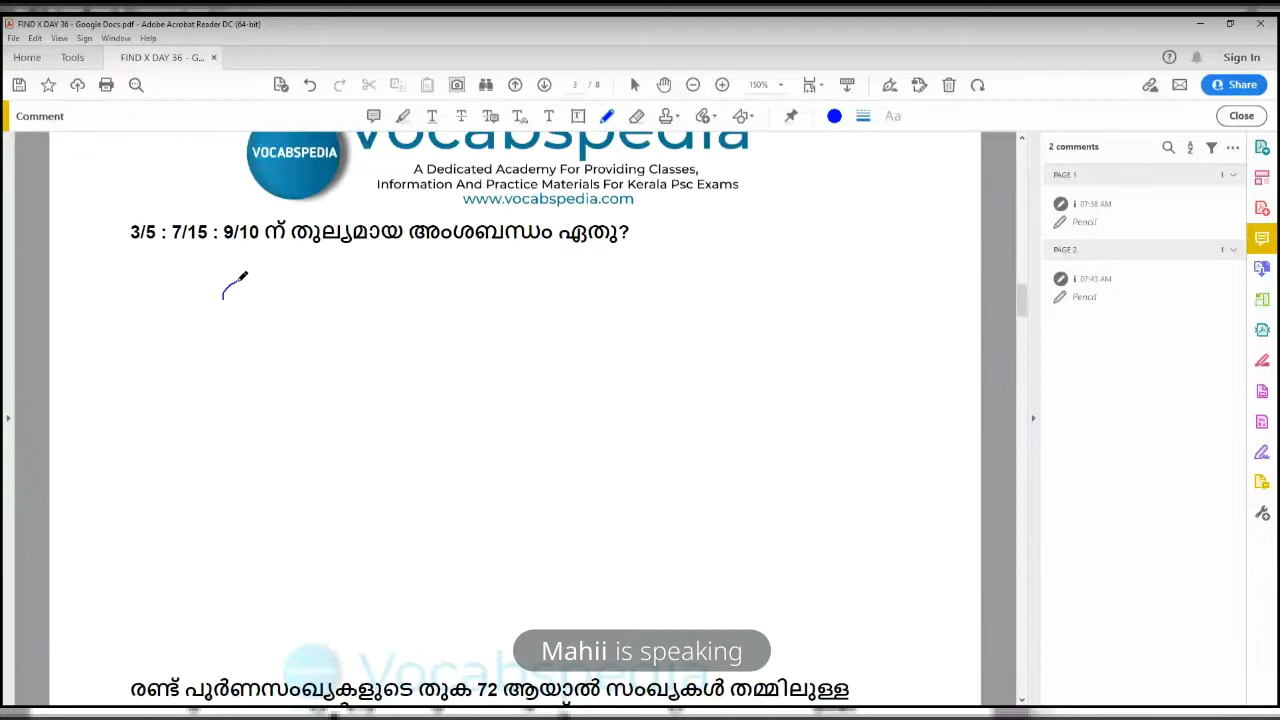 FIND X DAY 36 - Google Docs.pdf - Adobe Acrobat Reader DC (64-bit)
File Edit View Sign Window Help
Home Tools FIND X DAY 36 - G... × Sign In
3 / 8 150% Share
Comment Aa Close
Vocabspedia
VOCABSPEDIA
A Dedicated Academy For Providing Classes,
Information And Practice Materials For Kerala Psc Exams
www.vocabspedia.com
3/5 : 7/15 : 9/10 ന് തുല്യമായ അംശബന്ധം ഏതു?
2 comments
PAGE 1 1
i 07:38 AM
Pencil
PAGE 2 1
i 07:43 AM
Pencil
Mahii is speaking
Vocabspedia
രണ്ട് പൂർണസംഖ്യകളുടെ തുക 72 ആയാൽ സംഖ്യകൾ തമ്മിലുള്ള